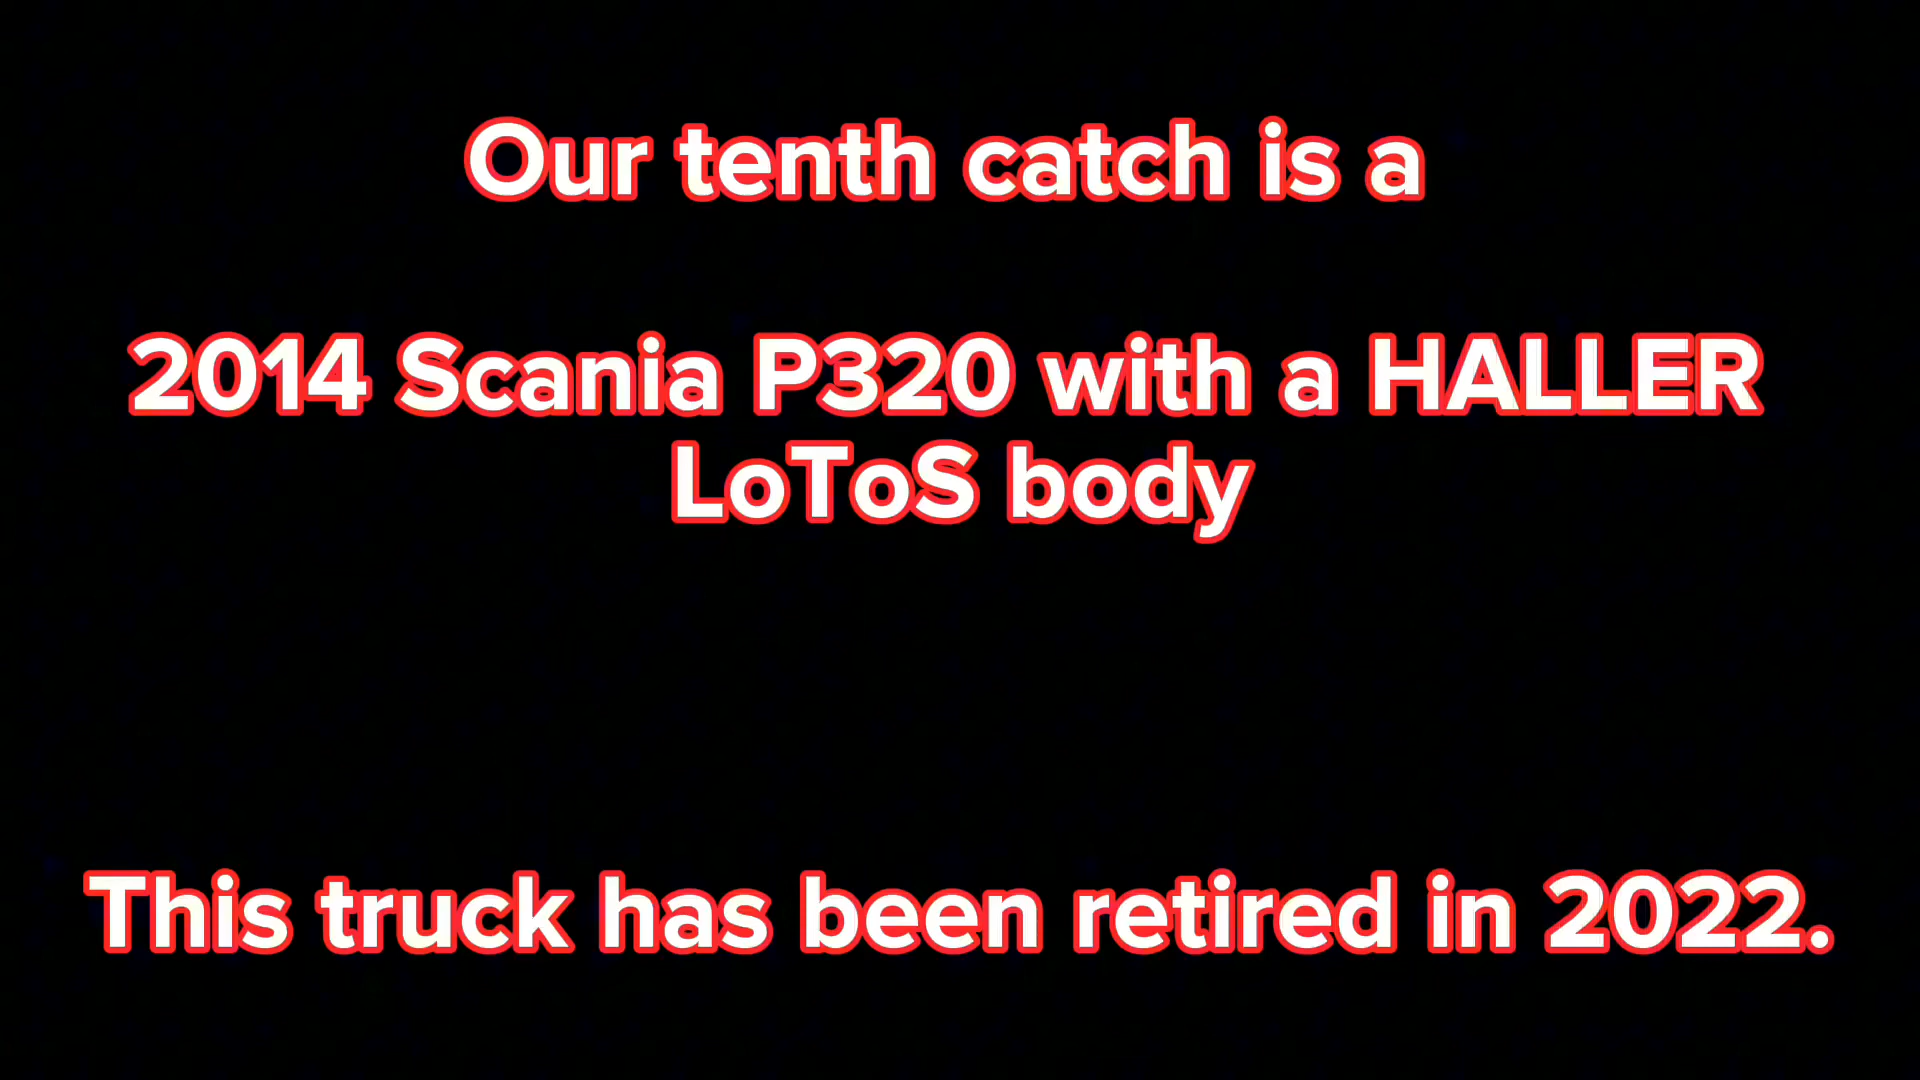 Our tenth catch is a
2014 Scania P320 with a HALLER
LoToS body
This truck has been retired in 2022.